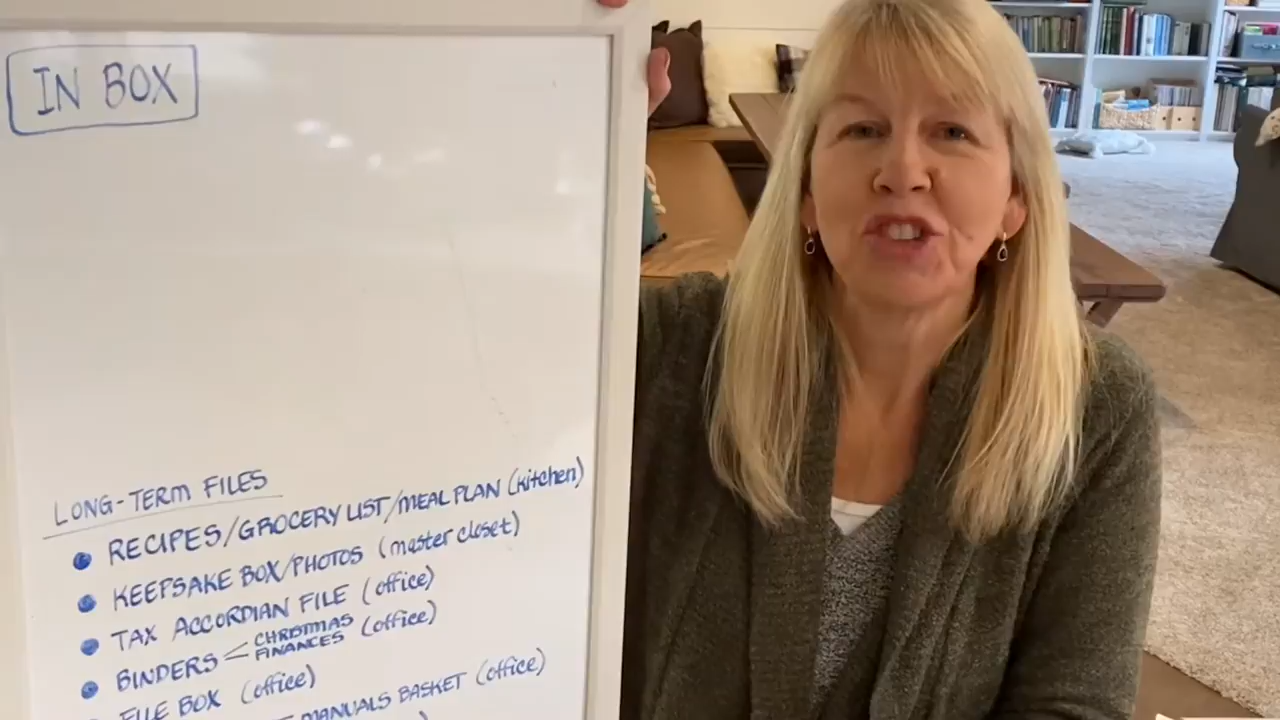 IN BOX
LONG-TERM FILES
RECIPES/GROCERY LIST/MEAL PLAN (kitchen)
KEEPSAKE BOX/PHOTOS (master closet)
TAX ACCORDIAN FILE (office)
BINDERS < CHRISTMAS FINANCES (office)
FILE BOX (office)
MANUALS BASKET (office)